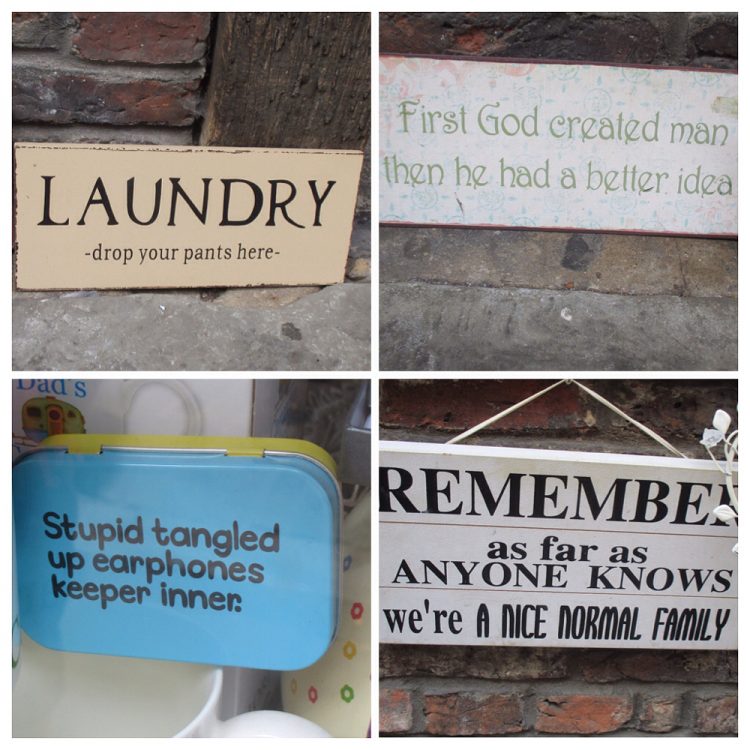 LAUNDRY
-drop your pants here-
First God created man
then he had a better idea
Dad's
Stupid tangled
up earphones
keeper inner.
REMEMBER
as far as
ANYONE KNOWS
we're A NICE NORMAL FAMILY